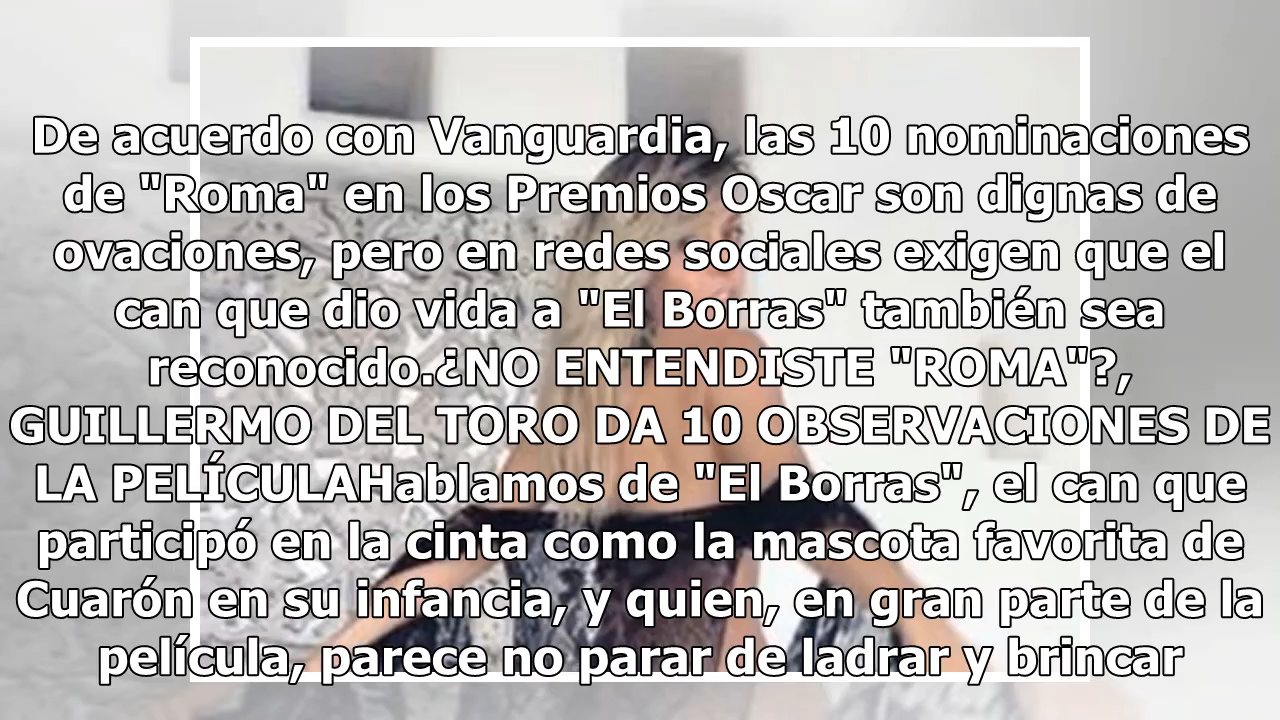 De acuerdo con Vanguardia, las 10 nominaciones
de "Roma" en los Premios Oscar son dignas de
ovaciones, pero en redes sociales exigen que el
can que dio vida a "El Borras" también sea
reconocido.¿NO ENTENDISTE "ROMA"?,
GUILLERMO DEL TORO DA 10 OBSERVACIONES DE
LA PELÍCULAHablamos de "El Borras", el can que
participó en la cinta como la mascota favorita de
Cuarón en su infancia, y quien, en gran parte de la
película, parece no parar de ladrar y brincar